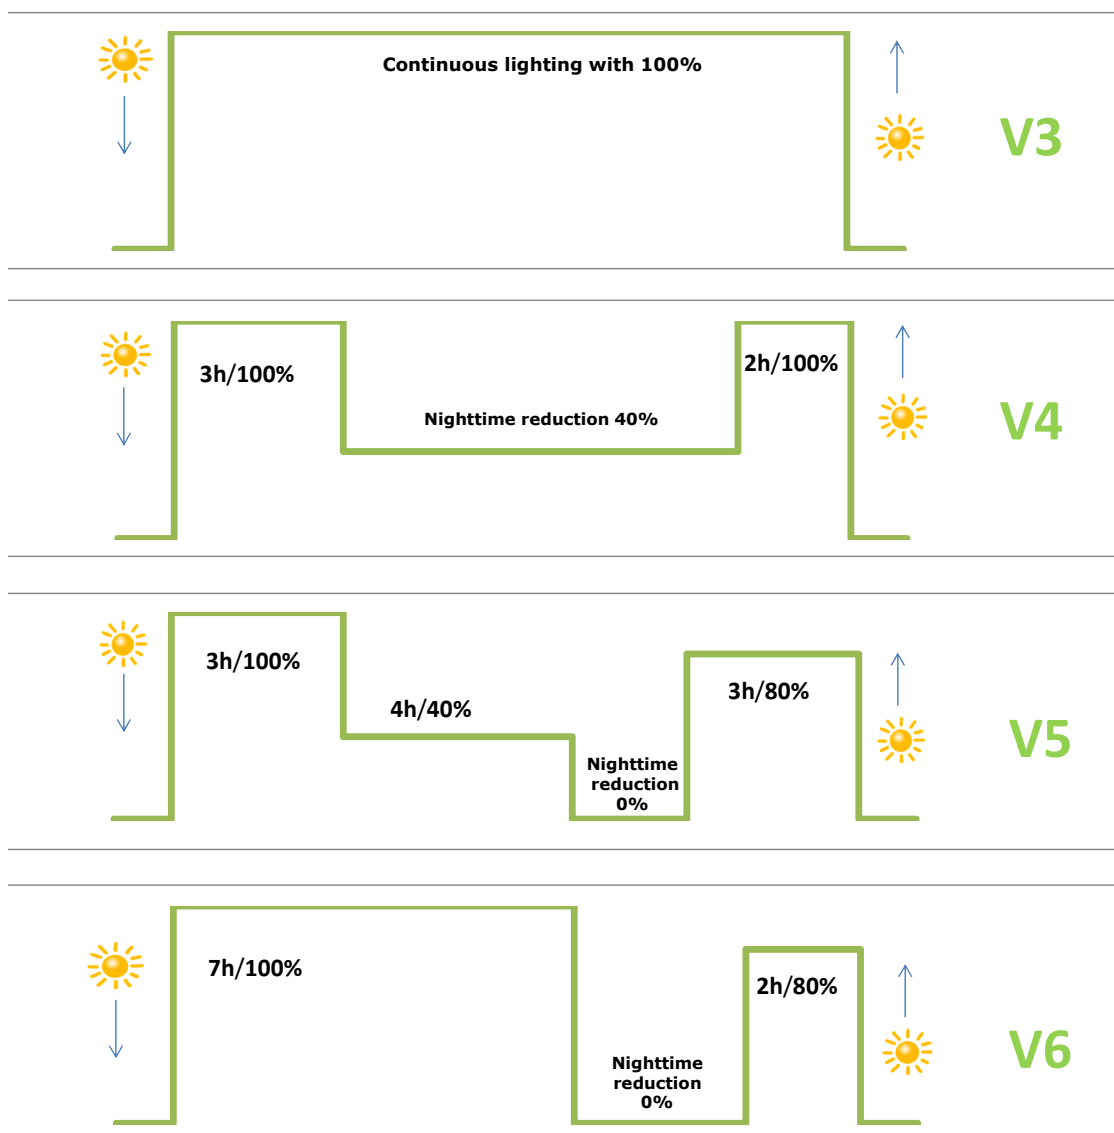 Continuous lighting with 100%
V3
3h/100%
Nighttime reduction 40%
2h/100%
V4
3h/100%
4h/40%
Nighttime
reduction
0%
3h/80%
V5
7h/100%
Nighttime
reduction
0%
2h/80%
V6